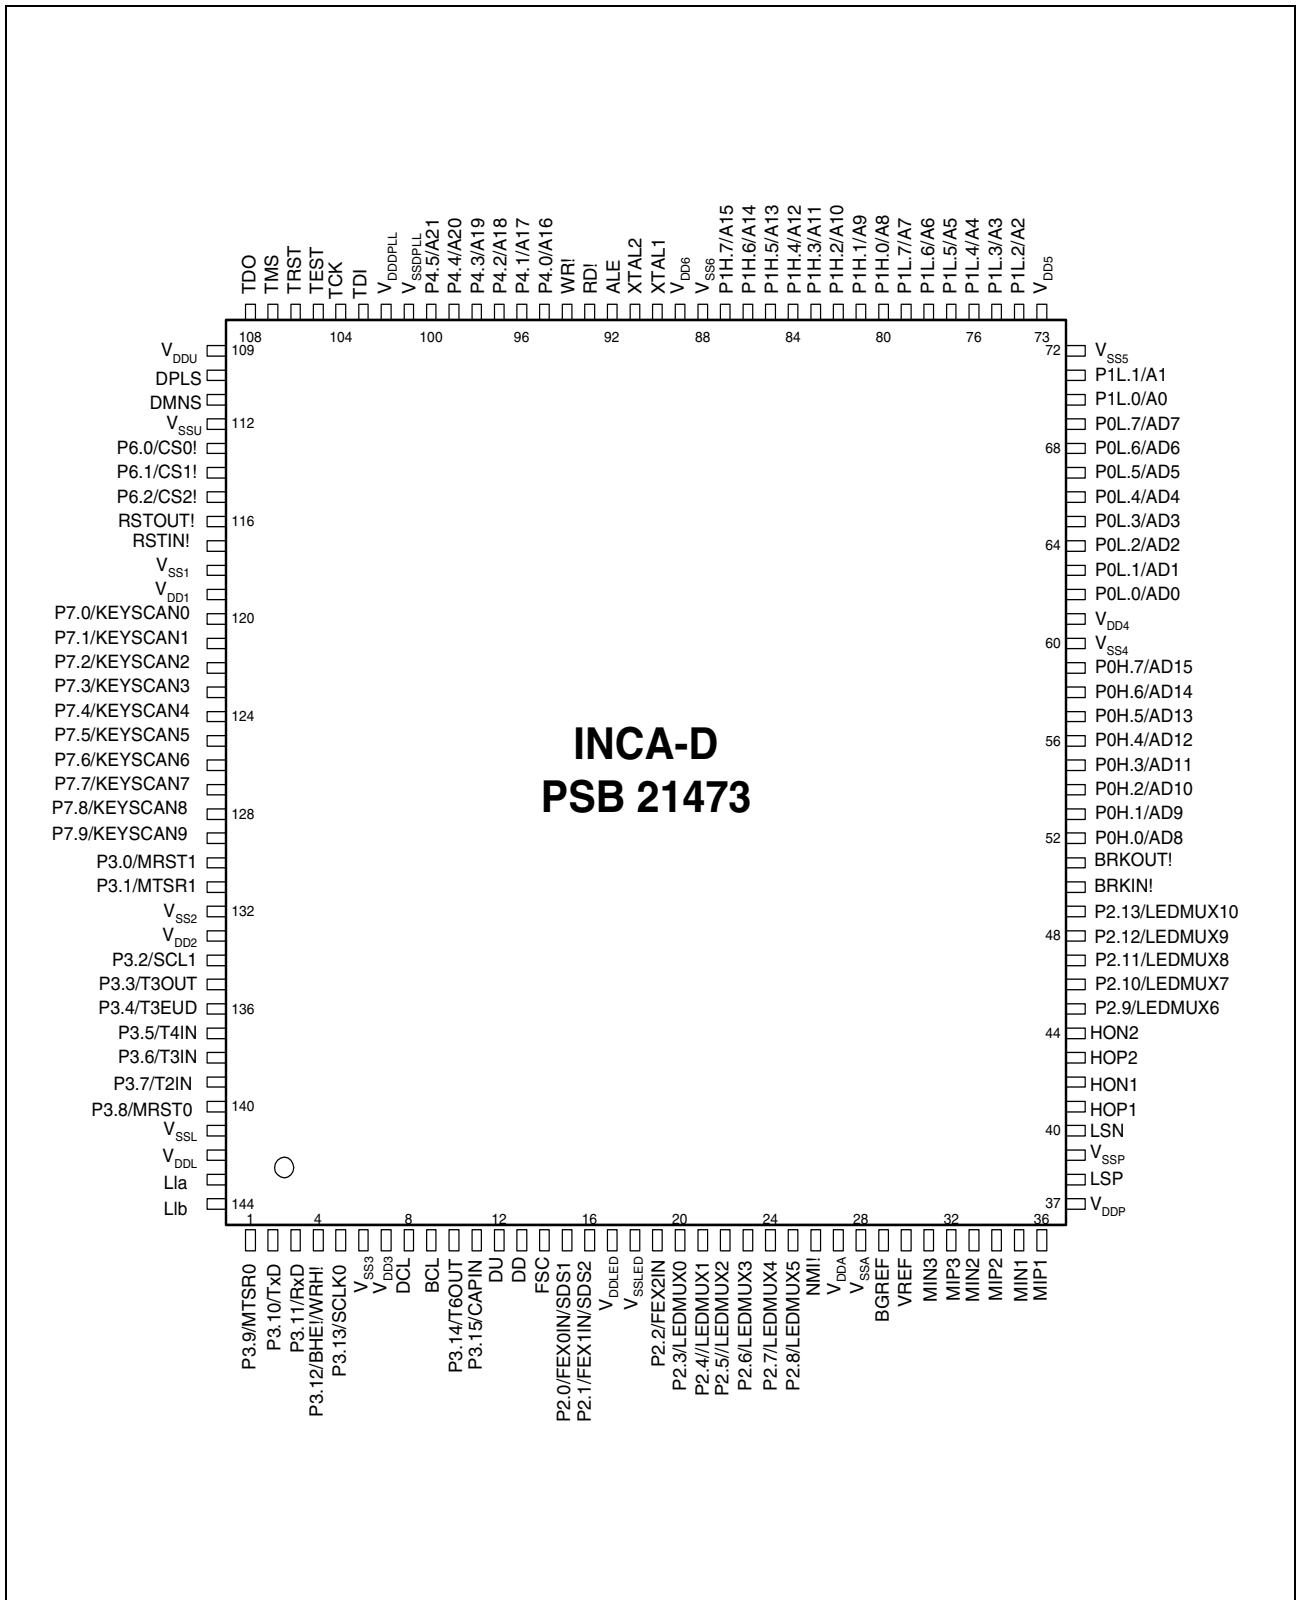 TDO
TMS
TRST
TEST
TCK
TDI
VDDDPLL
VSSDPLL
P4.5/A21
P4.4/A20
P4.3/A19
P4.2/A18
P4.1/A17
P4.0/A16
WR!
RD!
ALE
XTAL2
XTAL1
VDD6
VSS6
P1H.7/A15
P1H.6/A14
P1H.5/A13
P1H.4/A12
P1H.3/A11
P1H.2/A10
P1H.1/A9
P1H.0/A8
P1L.7/A7
P1L.6/A6
P1L.5/A5
P1L.4/A4
P1L.3/A3
P1L.2/A2
VDD5
108
104
100
96
92
88
84
80
76
73
VDDU 109
DPLS
DMNS
VSSU 112
P6.0/CS0!
P6.1/CS1!
P6.2/CS2!
RSTOUT! 116
RSTIN!
VSS1
VDD1
P7.0/KEYSCAN0 120
P7.1/KEYSCAN1
P7.2/KEYSCAN2
P7.3/KEYSCAN3
P7.4/KEYSCAN4 124
P7.5/KEYSCAN5
P7.6/KEYSCAN6
P7.7/KEYSCAN7
P7.8/KEYSCAN8 128
P7.9/KEYSCAN9
P3.0/MRST1
P3.1/MTSR1
VSS2 132
VDD2
P3.2/SCL1
P3.3/T3OUT
P3.4/T3EUD 136
P3.5/T4IN
P3.6/T3IN
P3.7/T2IN
P3.8/MRST0 140
VSSL
VDDL
LIa
LIb 144
INCA-D
PSB 21473
72 VSS5
P1L.1/A1
P1L.0/A0
P0L.7/AD7
68 P0L.6/AD6
P0L.5/AD5
P0L.4/AD4
P0L.3/AD3
64 P0L.2/AD2
P0L.1/AD1
P0L.0/AD0
VDD4
60 VSS4
P0H.7/AD15
P0H.6/AD14
P0H.5/AD13
56 P0H.4/AD12
P0H.3/AD11
P0H.2/AD10
P0H.1/AD9
52 P0H.0/AD8
BRKOUT!
BRKIN!
P2.13/LEDMUX10
48 P2.12/LEDMUX9
P2.11/LEDMUX8
P2.10/LEDMUX7
P2.9/LEDMUX6
44 HON2
HOP2
HON1
HOP1
40 LSN
VSSP
LSP
37 VDDP
1
4
8
12
16
20
24
28
32
36
P3.9/MTSR0
P3.10/TxD
P3.11/RxD
P3.12/BHE!/WRH!
P3.13/SCLK0
VSS3
VDD3
DCL
BCL
P3.14/T6OUT
P3.15/CAPIN
DU
DD
FSC
P2.0/FEX0IN/SDS1
P2.1/FEX1IN/SDS2
VDDLED
VSSLED
P2.2/FEX2IN
P2.3/LEDMUX0
P2.4//LEDMUX1
P2.5//LEDMUX2
P2.6/LEDMUX3
P2.7/LEDMUX4
P2.8/LEDMUX5
NMI!
VDDA
VSSA
BGREF
VREF
MIN3
MIP3
MIN2
MIP2
MIN1
MIP1